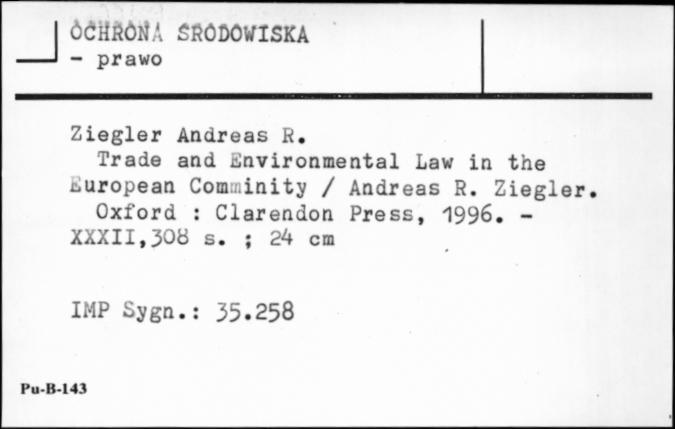 OCHRONA ŚRODOWISKA
- prawo
Ziegler Andreas R.
Trade and Environmental Law in the
European Comminity / Andreas R. Ziegler.
Oxford : Clarendon Press, 1996. -
XXXII,308 s. ; 24 cm
IMP Sygn.: 35.258
Pu-B-143